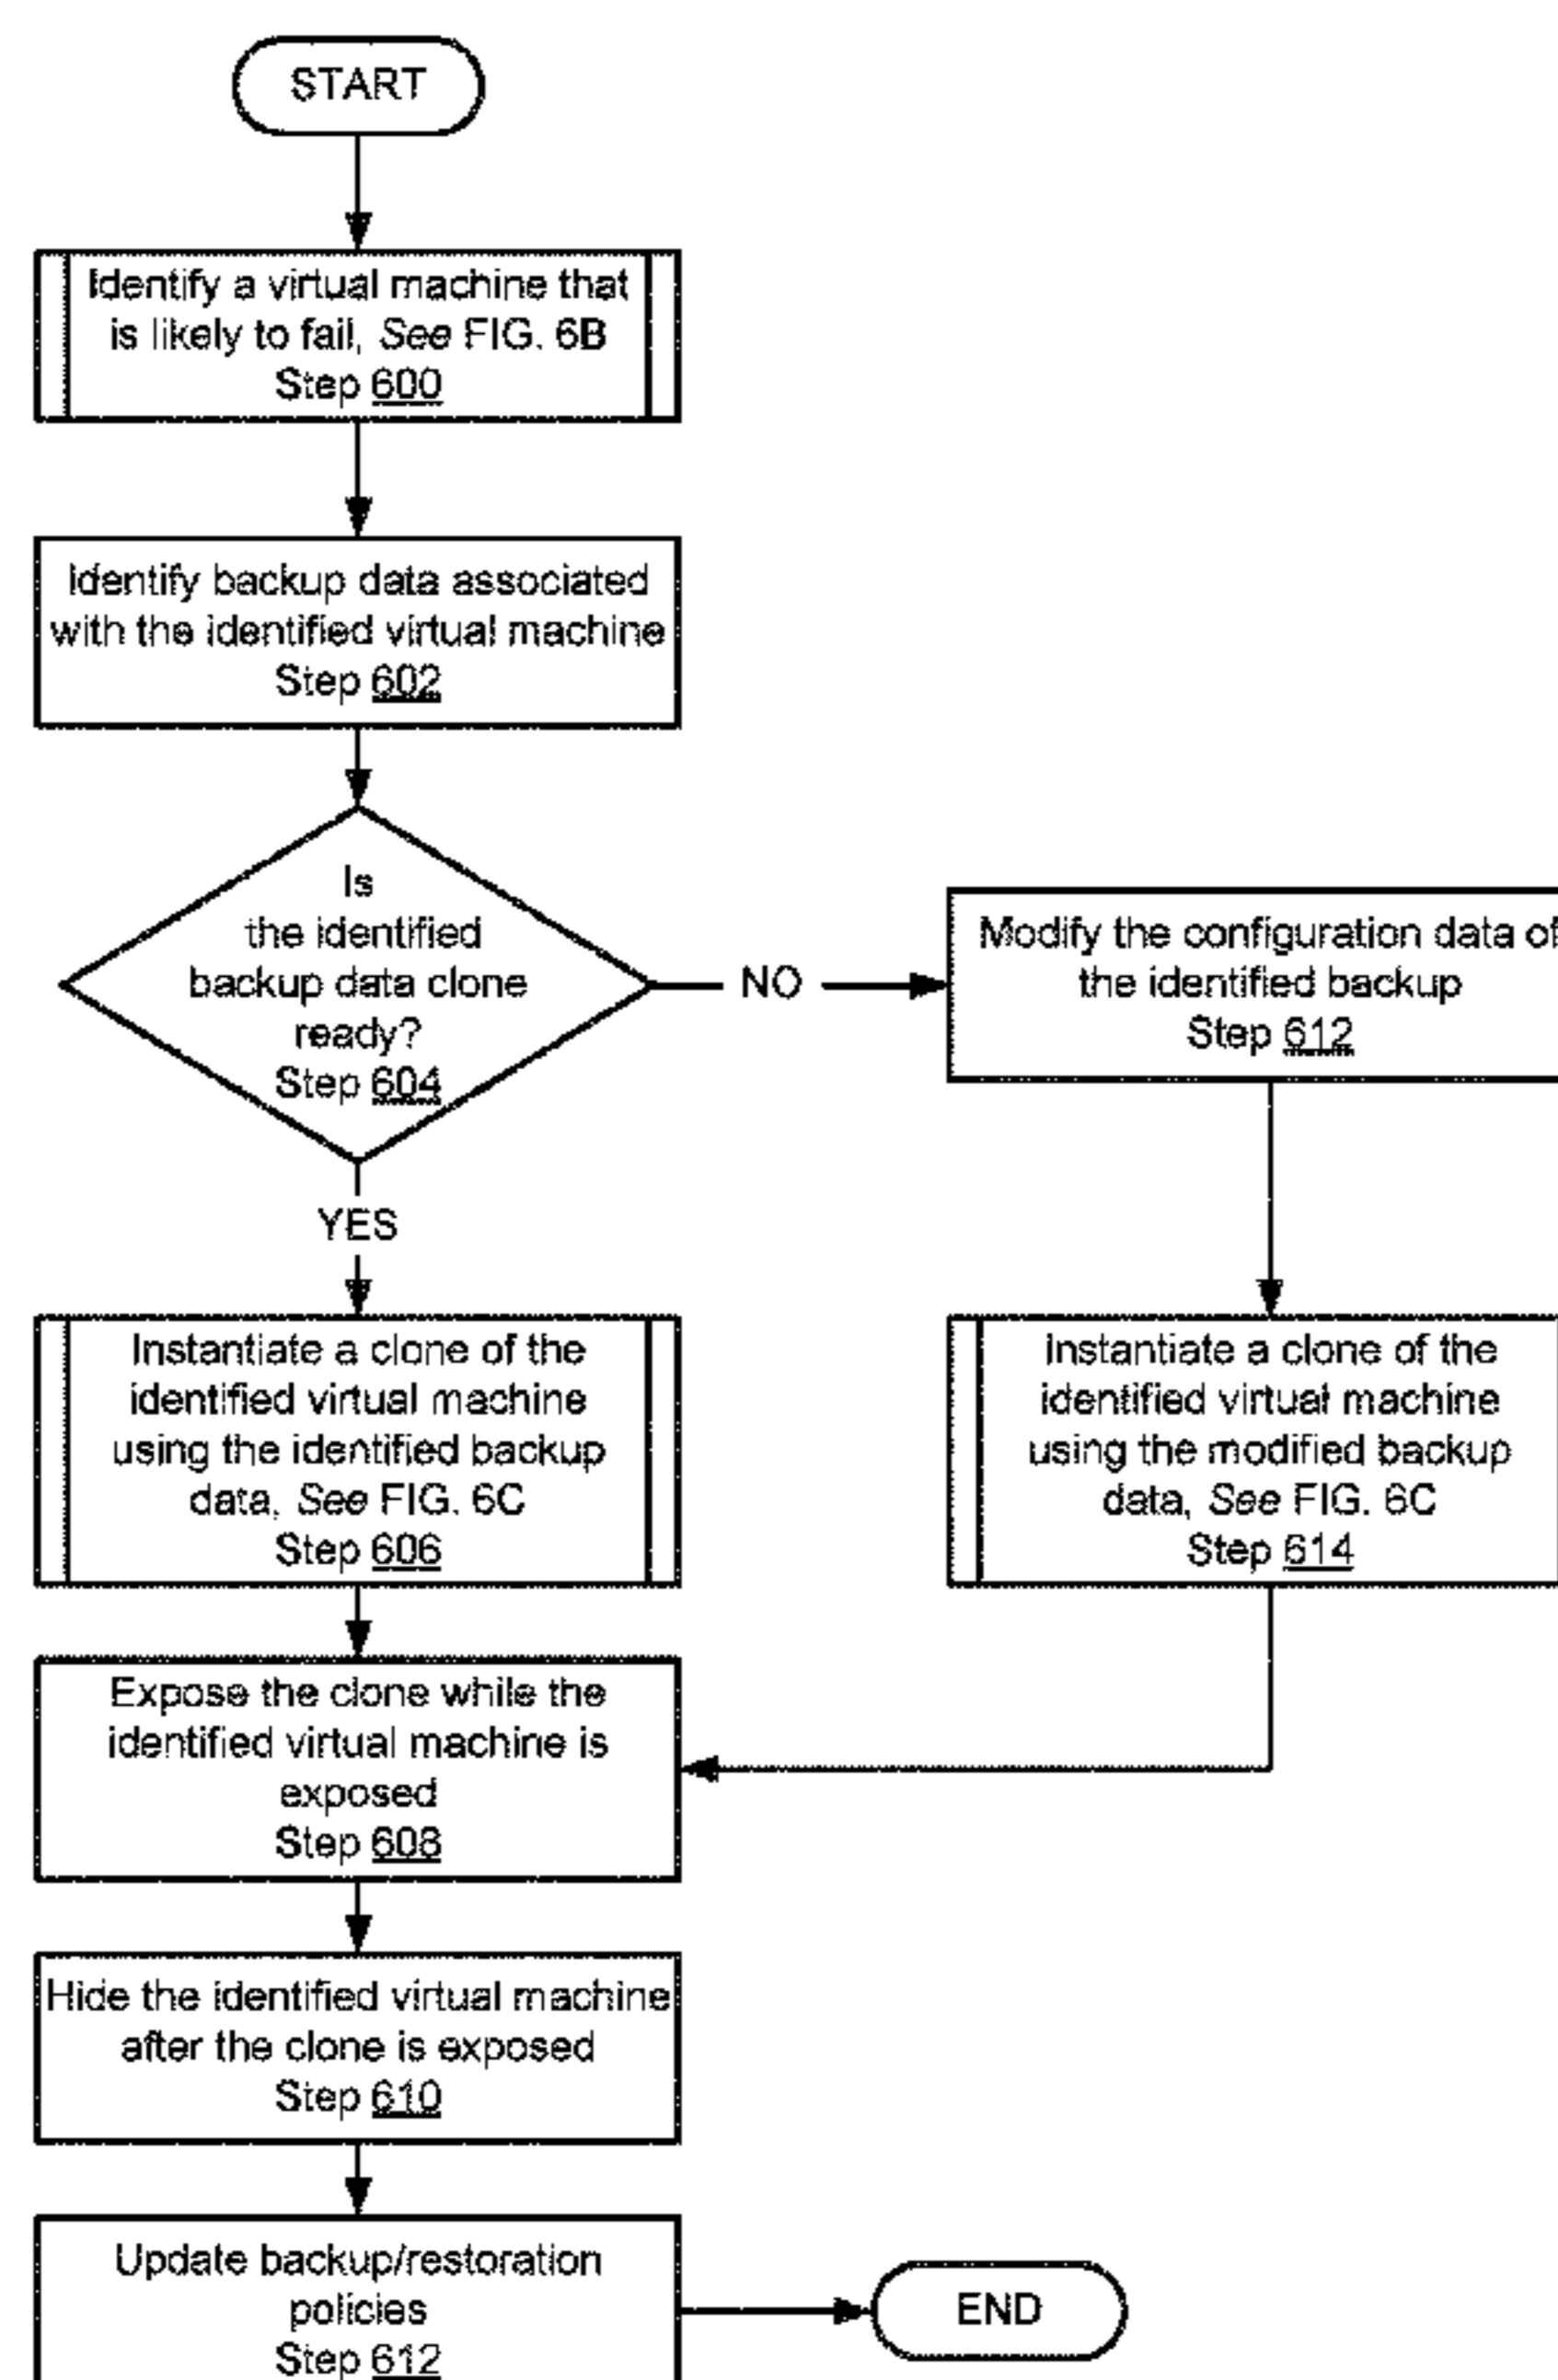 START
Identify a virtual machine that
is likely to fail, See FIG. 6B
Step 600
Identify backup data associated
with the identified virtual machine
Step 602
Is
the identified
backup data clone
ready?
Step 604
NO
Modify the configuration data of
the identified backup
Step 612
YES
Instantiate a clone of the
identified virtual machine
using the identified backup
data, See FIG. 6C
Step 606
Instantiate a clone of the
identified virtual machine
using the modified backup
data, See FIG. 6C
Step 614
Expose the clone while the
identified virtual machine is
exposed
Step 608
Hide the identified virtual machine
after the clone is exposed
Step 610
Update backup/restoration
policies
Step 612
END